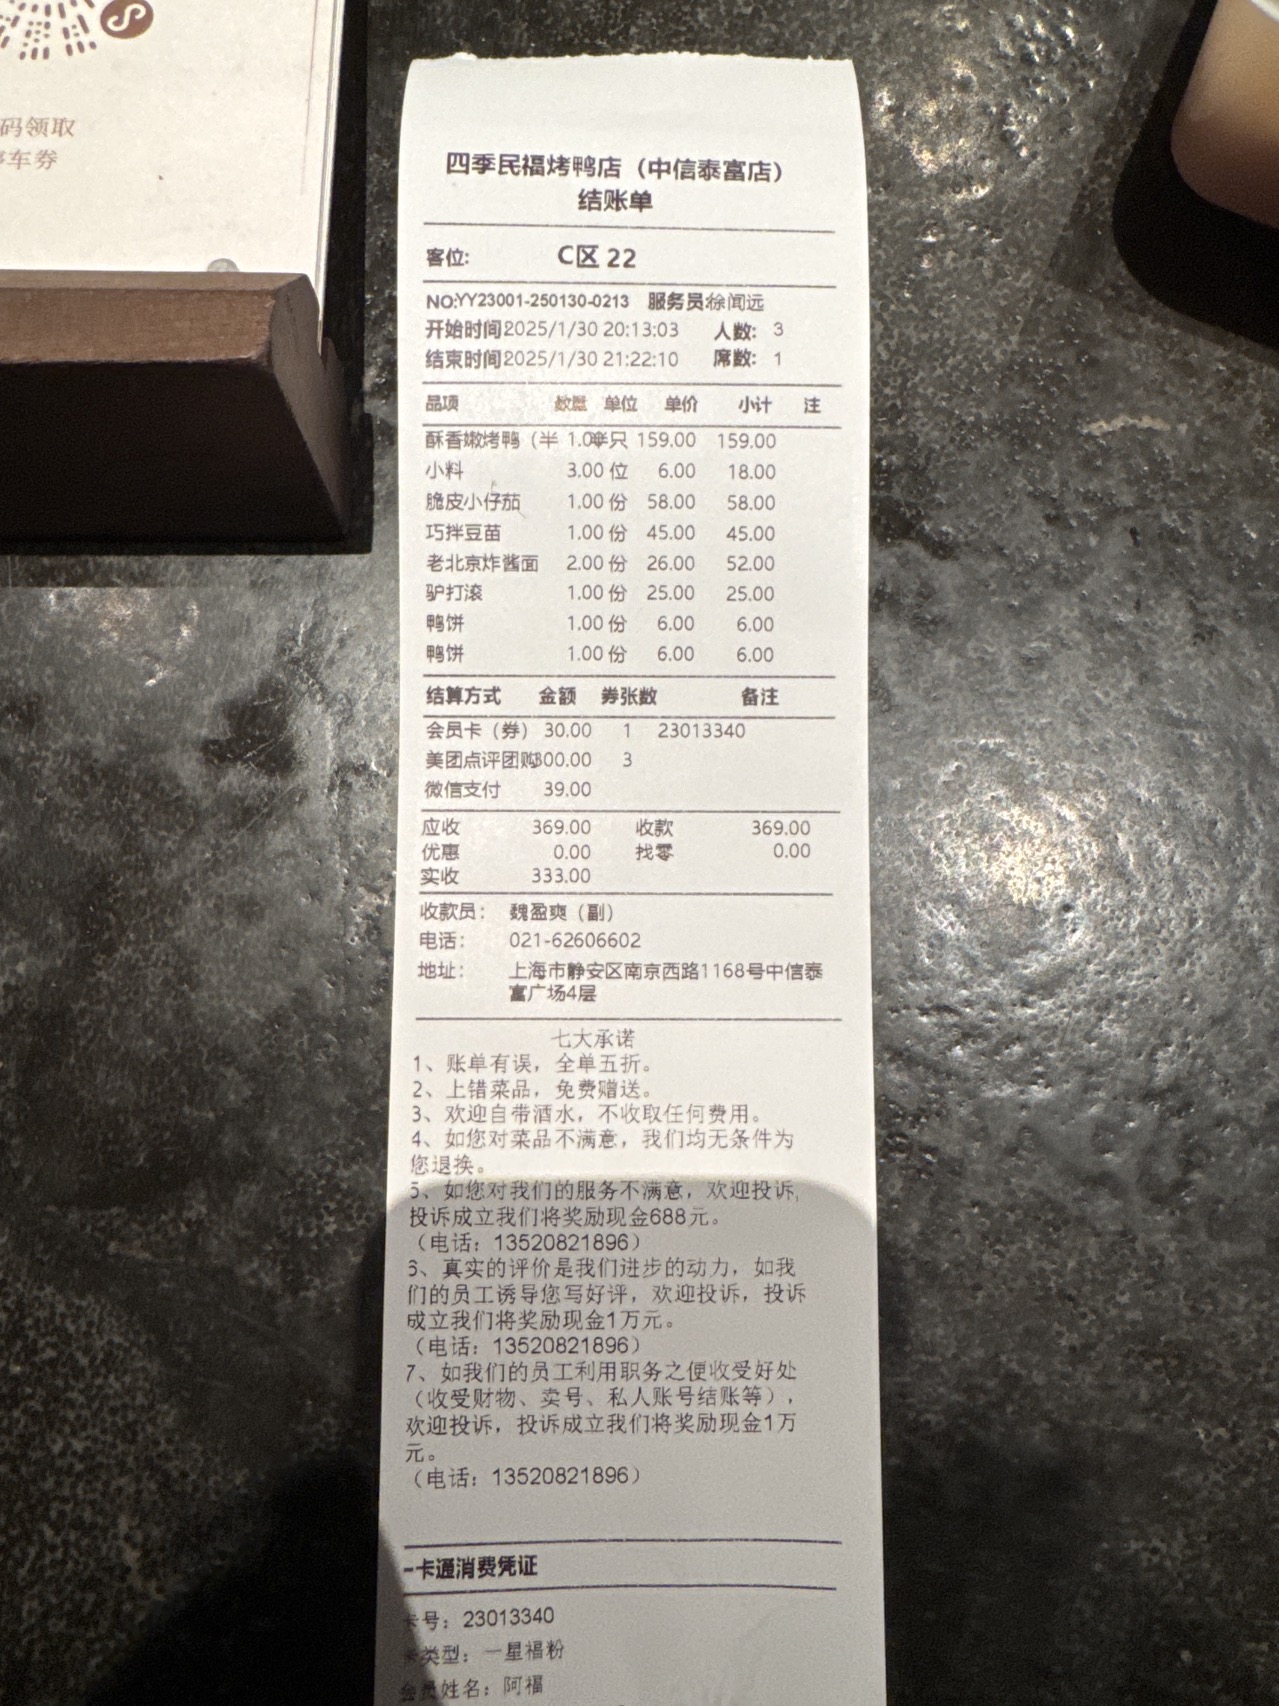 码领取
车券
四季民福烤鸭店（中信泰富店）
结账单
客位: C区 22
NO:YY23001-250130-0213 服务员:徐闻远
开始时间2025/1/30 20:13:03 人数: 3
结束时间2025/1/30 21:22:10 席数: 1
品项 数量 单位 单价 小计 注
酥香嫩烤鸭（半 1.00半只 159.00 159.00
小料 3.00 位 6.00 18.00
脆皮小仔茄 1.00 份 58.00 58.00
巧拌豆苗 1.00 份 45.00 45.00
老北京炸酱面 2.00 份 26.00 52.00
驴打滚 1.00 份 25.00 25.00
鸭饼 1.00 份 6.00 6.00
鸭饼 1.00 份 6.00 6.00
结算方式 金额 券张数 备注
会员卡（券） 30.00 1 23013340
美团点评团购300.00 3
微信支付 39.00
应收 369.00 收款 369.00
优惠 0.00 找零 0.00
实收 333.00
收款员： 魏盈爽（副）
电话： 021-62606602
地址： 上海市静安区南京西路1168号中信泰
富广场4层
七大承诺
1、账单有误，全单五折。
2、上错菜品，免费赠送。
3、欢迎自带酒水，不收取任何费用。
4、如您对菜品不满意，我们均无条件为
您退换。
5、如您对我们的服务不满意，欢迎投诉,
投诉成立我们将奖励现金688元。
（电话：13520821896）
6、真实的评价是我们进步的动力，如我
们的员工诱导您写好评，欢迎投诉，投诉
成立我们将奖励现金1万元。
（电话：13520821896）
7、如我们的员工利用职务之便收受好处
（收受财物、卖号、私人账号结账等），
欢迎投诉，投诉成立我们将奖励现金1万
元。
（电话：13520821896）
一卡通消费凭证
卡号：23013340
卡类型：一星福粉
会员姓名：阿福